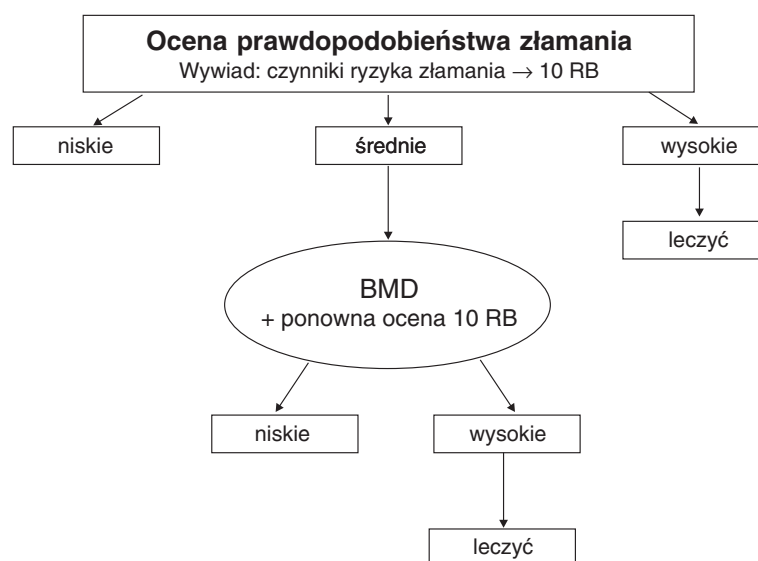 Ocena prawdopodobieństwa złamania
Wywiad: czynniki ryzyka złamania → 10 RB
niskie
średnie
wysokie
leczyć
BMD
+ ponowna ocena 10 RB
niskie
wysokie
leczyć